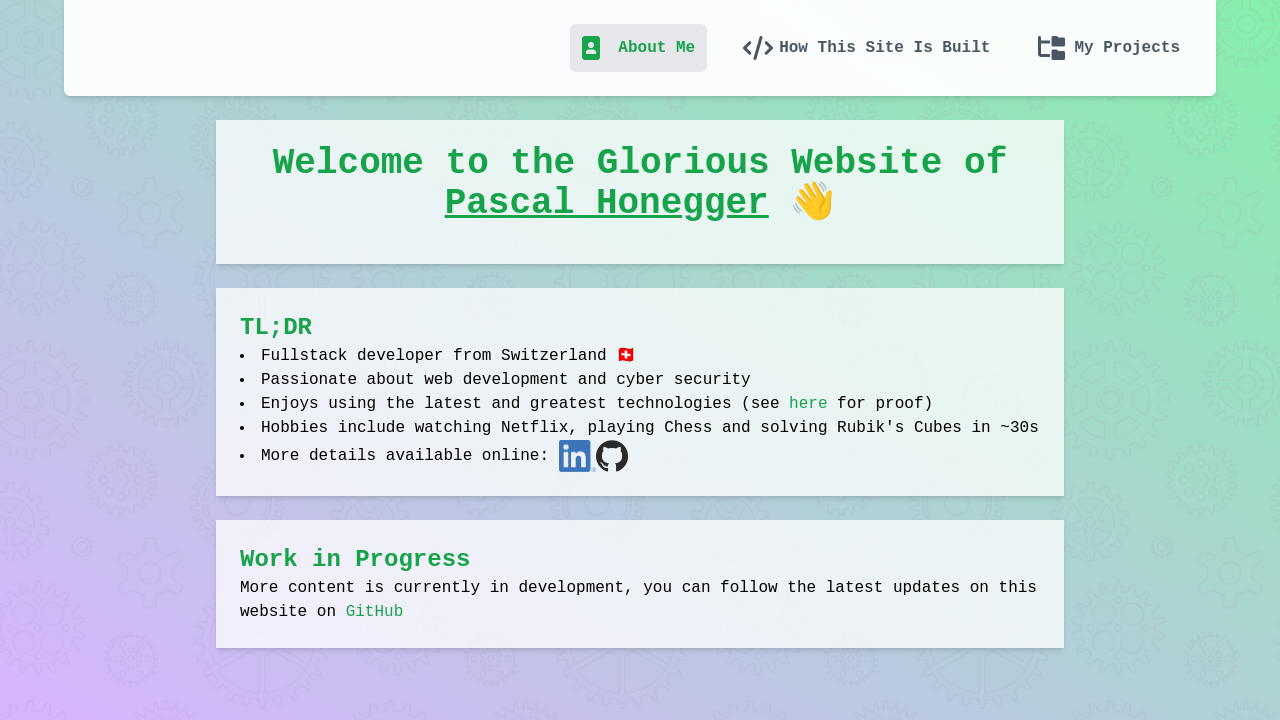 About Me
How This Site Is Built
My Projects
Welcome to the Glorious Website of
Pascal Honegger 👋
TL;DR
• Fullstack developer from Switzerland 🇨🇭
• Passionate about web development and cyber security
• Enjoys using the latest and greatest technologies (see here for proof)
• Hobbies include watching Netflix, playing Chess and solving Rubik's Cubes in ~30s
• More details available online: in
Work in Progress
More content is currently in development, you can follow the latest updates on this
website on GitHub